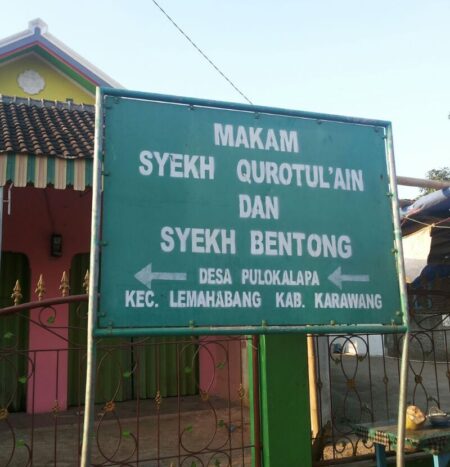 MAKAM
SYEKH QUROTUL'AIN
DAN
SYEKH BENTONG
DESA PULOKALAPA
KEC. LEMAHABANG KAB. KARAWANG